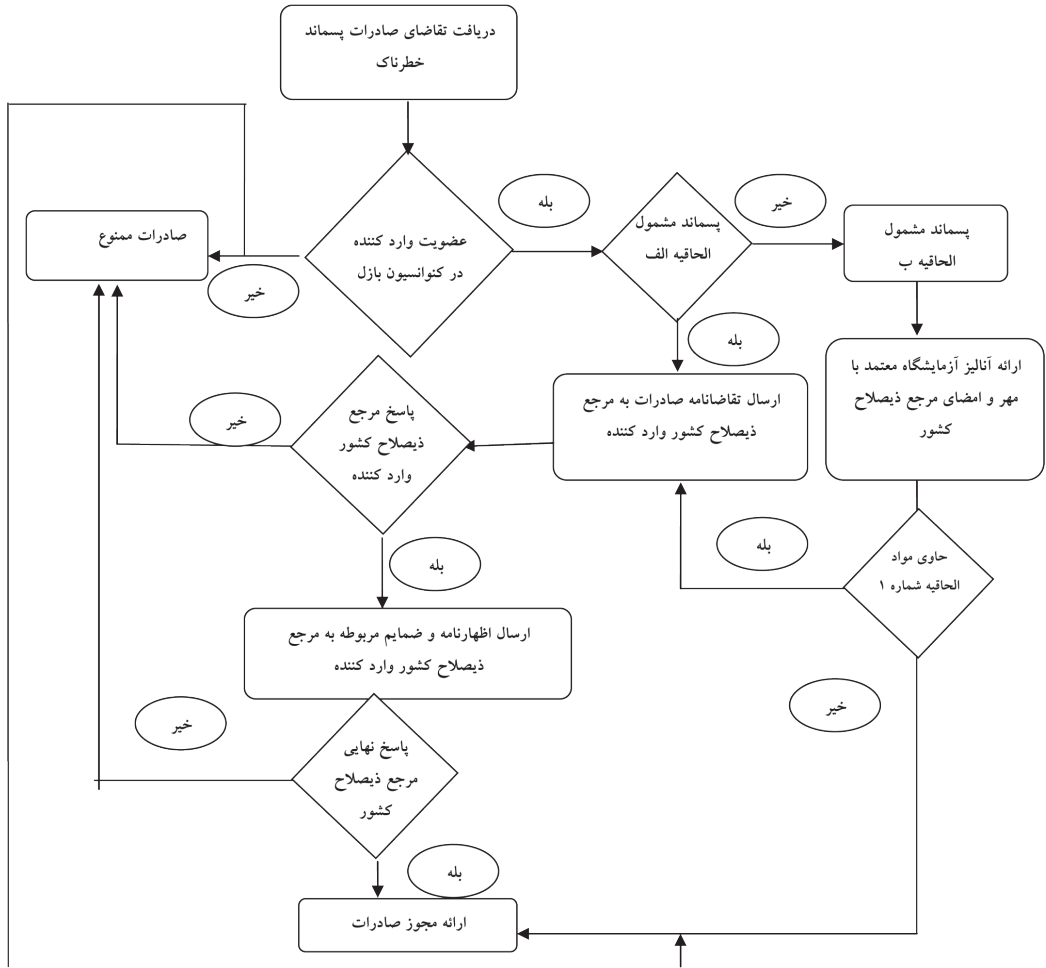 دریافت تقاضای صادرات پسماند
خطرناک
عضویت وارد کننده
در کنوانسیون بازل
بله
پسماند مشمول
الحاقیه الف
خیر
پسماند مشمول
الحاقیه ب
صادرات ممنوع
خیر
بله
ارائه آنالیز آزمایشگاه معتمد با
مهر و امضای مرجع ذیصلاح
کشور
ارسال تقاضانامه صادرات به مرجع
ذیصلاح کشور وارد کننده
پاسخ مرجع
ذیصلاح کشور
وارد کننده
خیر
بله
حاوی مواد
الحاقیه شماره ۱
بله
ارسال اظهارنامه و ضمایم مربوطه به مرجع
ذیصلاح کشور وارد کننده
خیر
خیر
پاسخ نهایی
مرجع ذیصلاح
کشور
بله
ارائه مجوز صادرات